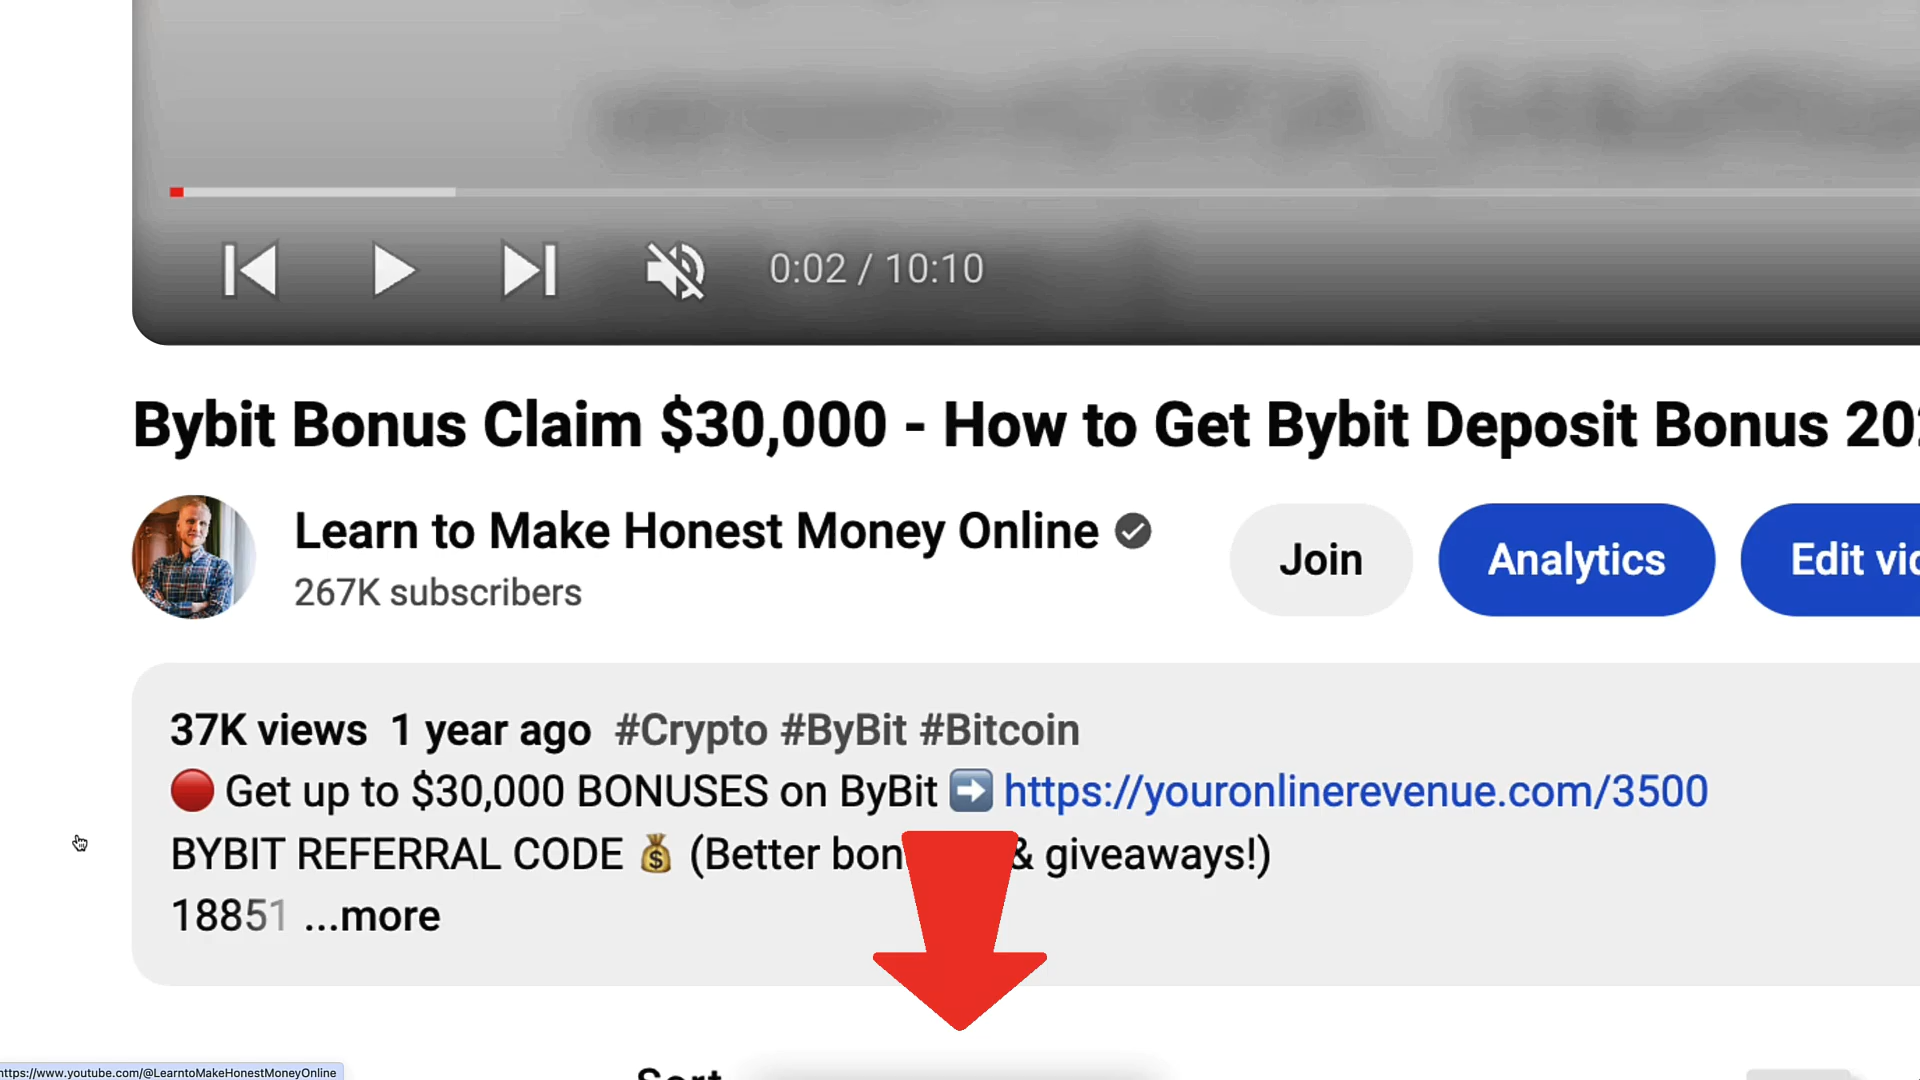 0:02 / 10:10
Bybit Bonus Claim $30,000 - How to Get Bybit Deposit Bonus
Learn to Make Honest Money Online
267K subscribers
Join
Analytics
Edit
37K views 1 year ago #Crypto #ByBit #Bitcoin
🔴 Get up to $30,000 BONUSES on ByBit ➡️ https://youronlinerevenue.com/3500
BYBIT REFERRAL CODE 💰 (Better & giveaways!)
18851 ...more
Sort
https://www.youtube.com/@LearntoMakeHonestMoneyOnline